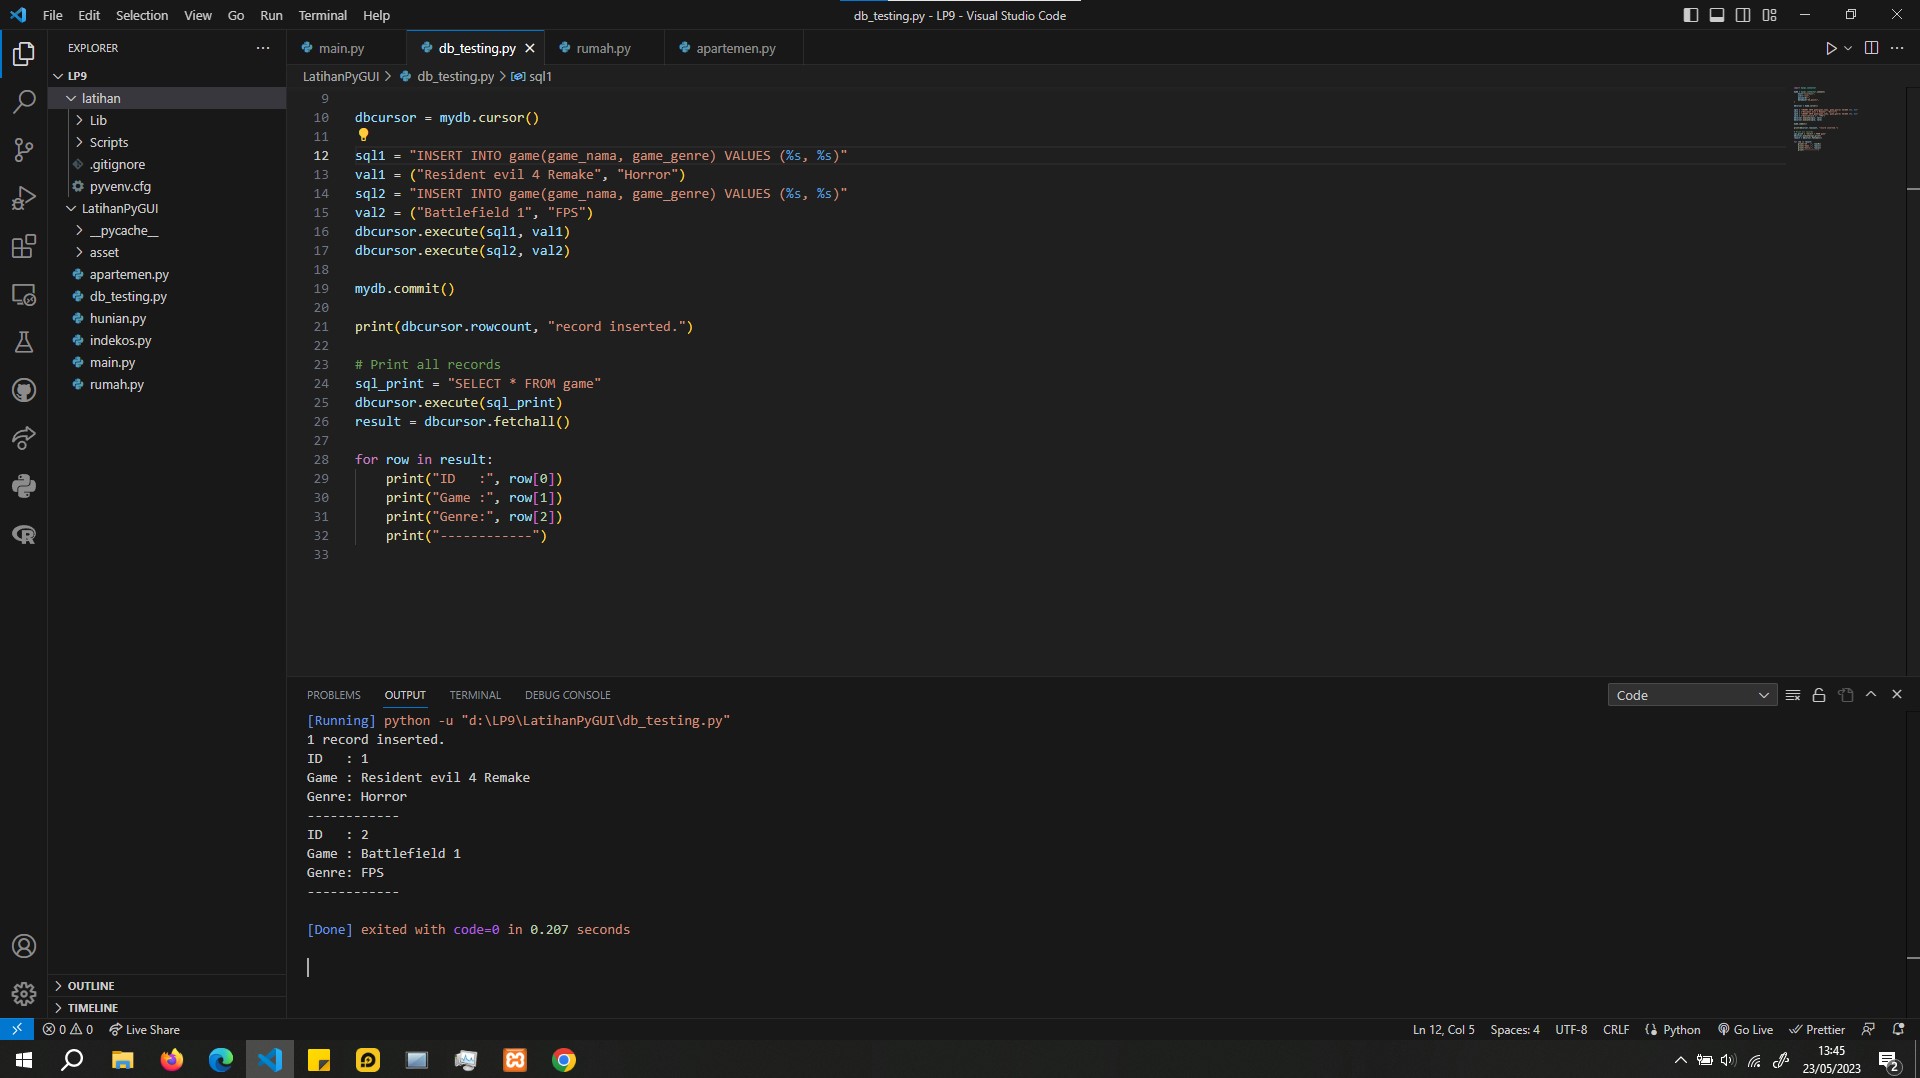 File Edit Selection View Go Run Terminal Help
db_testing.py - LP9 - Visual Studio Code
EXPLORER
LP9
latihan
Lib
Scripts
.gitignore
pyvenv.cfg
LatihanPyGUI
__pycache__
asset
apartemen.py
db_testing.py
hunian.py
indekos.py
main.py
rumah.py
OUTLINE
TIMELINE
main.py db_testing.py rumah.py apartemen.py
LatihanPyGUI > db_testing.py > sql1
9
10 dbcursor = mydb.cursor()
11
12 sql1 = "INSERT INTO game(game_nama, game_genre) VALUES (%s, %s)"
13 val1 = ("Resident evil 4 Remake", "Horror")
14 sql2 = "INSERT INTO game(game_nama, game_genre) VALUES (%s, %s)"
15 val2 = ("Battlefield 1", "FPS")
16 dbcursor.execute(sql1, val1)
17 dbcursor.execute(sql2, val2)
18
19 mydb.commit()
20
21 print(dbcursor.rowcount, "record inserted.")
22
23 # Print all records
24 sql_print = "SELECT * FROM game"
25 dbcursor.execute(sql_print)
26 result = dbcursor.fetchall()
27
28 for row in result:
29     print("ID   :", row[0])
30     print("Game :", row[1])
31     print("Genre:", row[2])
32     print("------------")
33
PROBLEMS OUTPUT TERMINAL DEBUG CONSOLE
Code
[Running] python -u "d:\LP9\LatihanPyGUI\db_testing.py"
1 record inserted.
ID   : 1
Game : Resident evil 4 Remake
Genre: Horror
------------
ID   : 2
Game : Battlefield 1
Genre: FPS
------------
[Done] exited with code=0 in 0.207 seconds
0 0 Live Share
Ln 12, Col 5 Spaces: 4 UTF-8 CRLF Python Go Live Prettier
13:45
23/05/2023
2